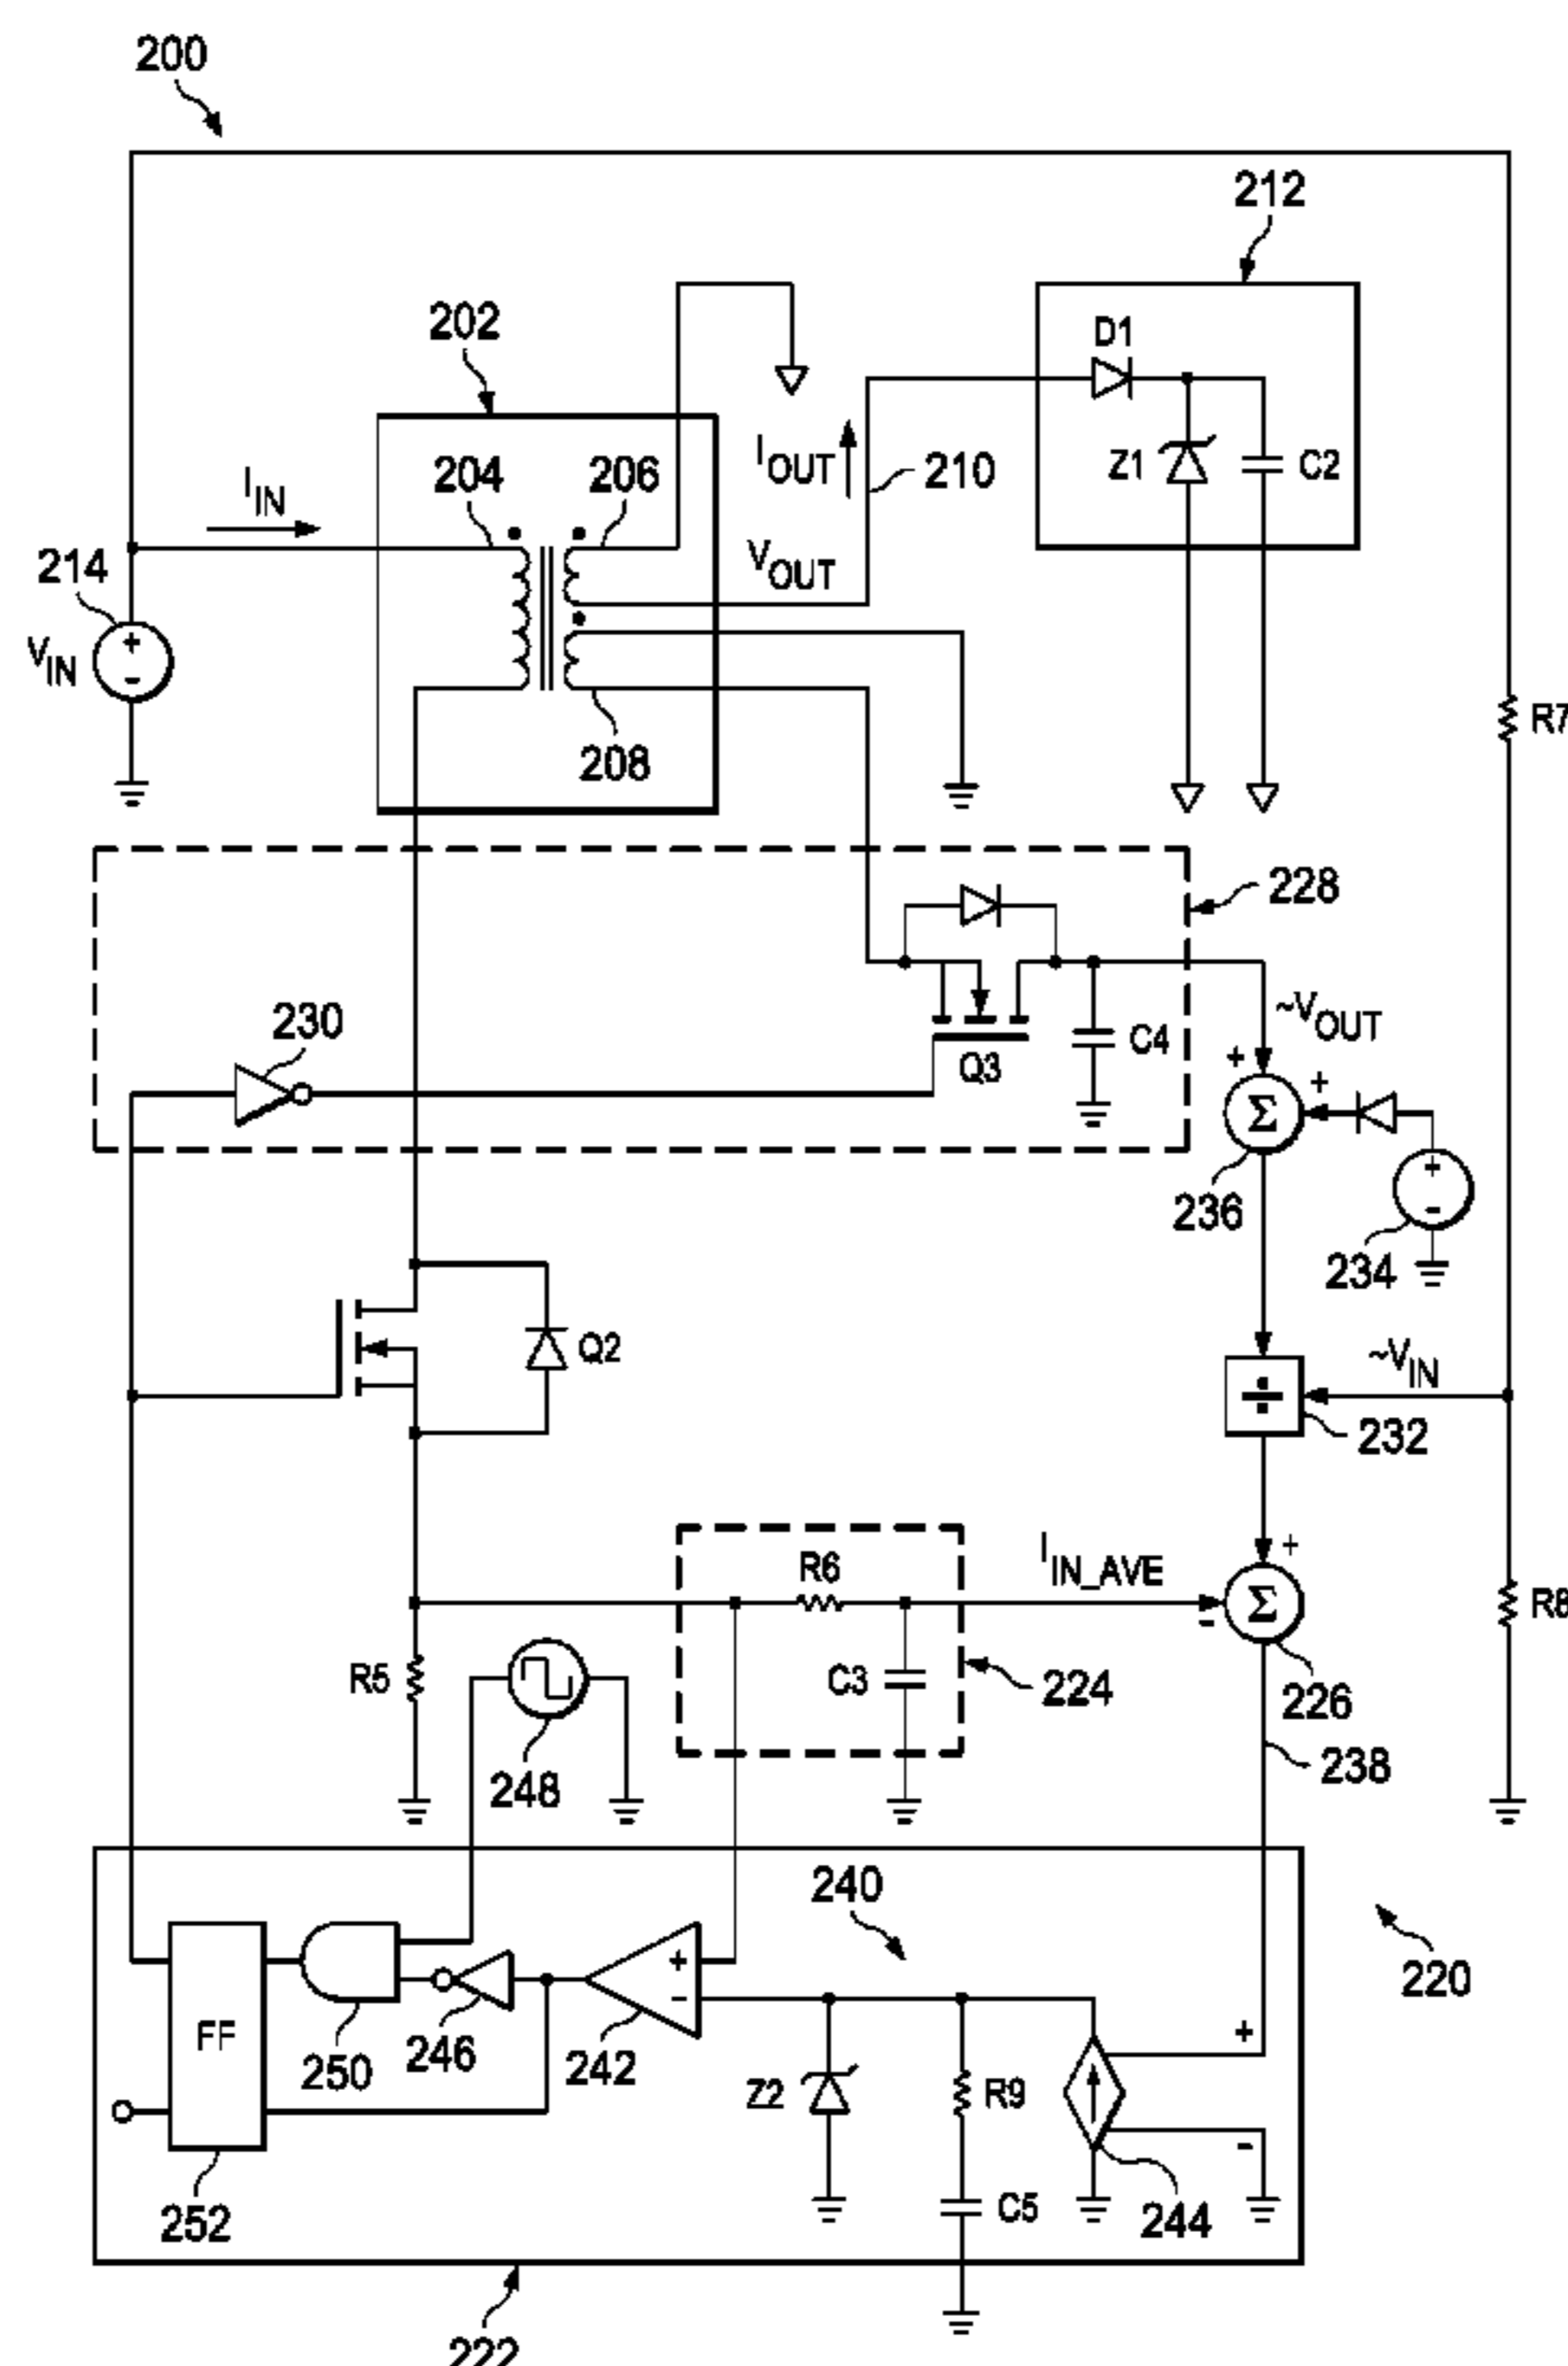 200
212
202
D1
I_OUT
210
Z1
C2
204
206
I_IN
214
V_OUT
V_IN
+
-
R7
208
228
230
~V_OUT
C4
Q3
+
+
Σ
236
+
-
234
Q2
~V_IN
÷
232
R6
I_IN_AVE
+
-
Σ
R8
R5
C3
224
226
248
238
240
220
+
-
+
FF
250
246
242
Z2
R9
-
252
C5
244
222